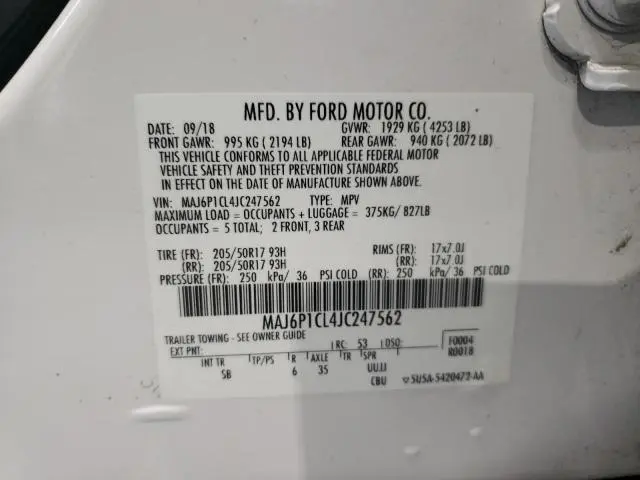 MFD. BY FORD MOTOR CO.
DATE: 09/18 GVWR: 1929 KG ( 4253 LB)
FRONT GAWR: 995 KG ( 2194 LB) REAR GAWR: 940 KG ( 2072 LB)
THIS VEHICLE CONFORMS TO ALL APPLICABLE FEDERAL MOTOR
VEHICLE SAFETY AND THEFT PREVENTION STANDARDS
IN EFFECT ON THE DATE OF MANUFACTURE SHOWN ABOVE.
VIN: MAJ6P1CL4JC247562 TYPE: MPV
MAXIMUM LOAD = OCCUPANTS + LUGGAGE = 375KG/ 827LB
OCCUPANTS = 5 TOTAL; 2 FRONT, 3 REAR
TIRE (FR): 205/50R17 93H RIMS (FR): 17x7.0J
(RR): 205/50R17 93H (RR): 17x7.0J
PRESSURE (FR): 250 kPa/ 36 PSI COLD (RR): 250 kPa/ 36 PSI COLD
MAJ6P1CL4JC247562
TRAILER TOWING - SEE OWNER GUIDE
EXT PNT: RC: 53 DSO: F0004
R0018
INT TR TP/PS R AXLE TR SPR
SB 6 35 UUJJ
CBU SU5A-5420472-AA